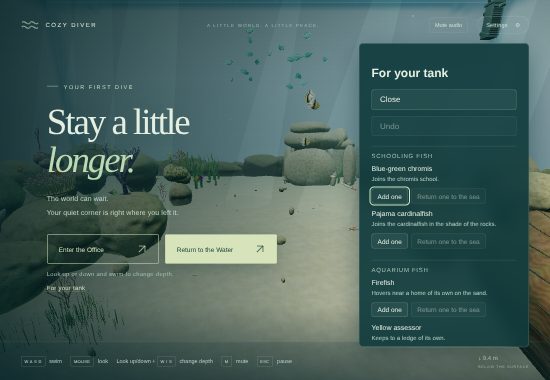 COZY DIVER
A LITTLE WORLD. A LITTLE PEACE.
Mute audio
Settings
YOUR FIRST DIVE
Stay a little
longer.
The world can wait.
Your quiet corner is right where you left it.
Enter the Office
Return to the Water
Look up or down and swim to change depth.
For your tank
For your tank
Close
Undo
SCHOOLING FISH
Blue-green chromis
Joins the chromis school.
Add one
Return one to the sea
Pajama cardinalfish
Joins the cardinalfish in the shade of the rocks.
Add one
Return one to the sea
AQUARIUM FISH
Firefish
Hovers near a home of its own on the sand.
Add one
Return one to the sea
Yellow assessor
Keeps to a ledge of its own.
W A S D swim MOUSE look Look up/down + W / S change depth M mute ESC pause
↓ 9.4 m
BELOW THE SURFACE